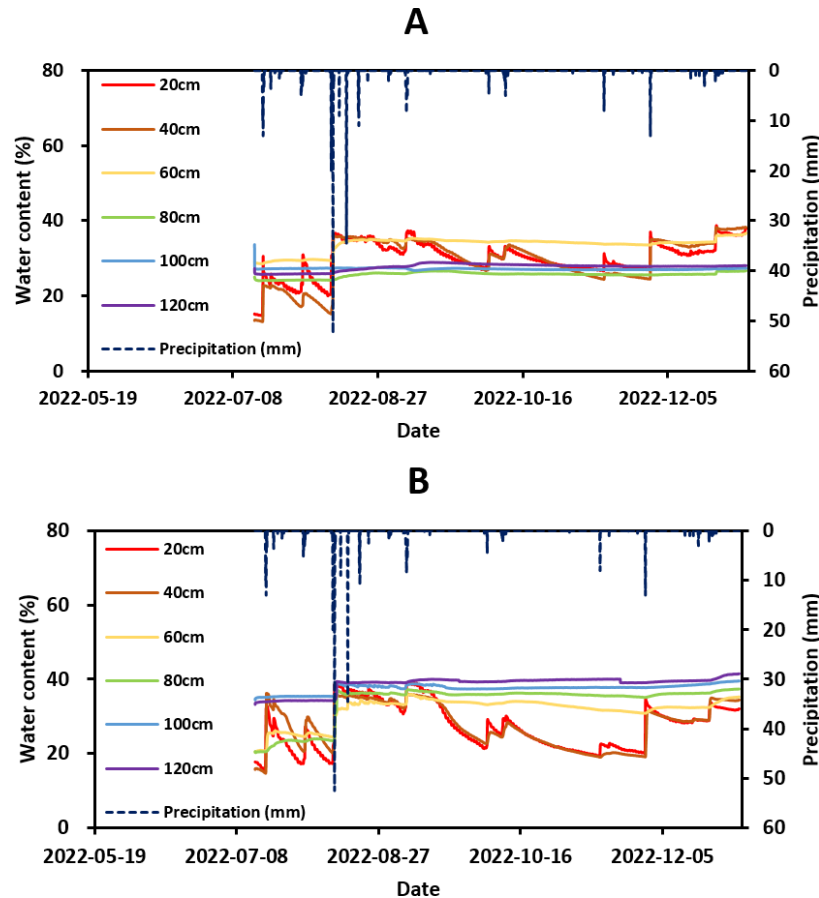 A
Water content (%)
80
60
40
20
0
20cm
40cm
60cm
80cm
100cm
120cm
Precipitation (mm)
0
10
20
30
40
50
60
Precipitation (mm)
2022-05-19 2022-07-08 2022-08-27 2022-10-16 2022-12-05
Date
B
Water content (%)
80
60
40
20
0
20cm
40cm
60cm
80cm
100cm
120cm
Precipitation (mm)
0
10
20
30
40
50
60
Precipitation (mm)
2022-05-19 2022-07-08 2022-08-27 2022-10-16 2022-12-05
Date